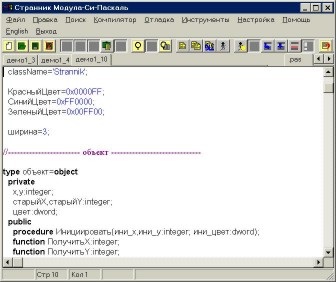 Странник Модула-Си-Паскаль
Файл Правка Поиск Компилятор Отладка Инструменты Настройка Помощь
English Выход
демо1_3 демо1_4 демо1_10 pas
className='Strannik';
КрасныйЦвет=0x0000FF;
СинийЦвет=0xFF0000;
ЗеленыйЦвет=0x00FF00;
ширина=3;
//------------------------- объект -------------------------------
type объект=object
private
x,y:integer;
старыйX,старыйY:integer;
цвет:dword;
public
procedure Инициировать(ини_x,ини_y:integer; ини_цвет:dword);
function ПолучитьX:integer;
function ПолучитьY:integer;
Стр 10 Кол 1